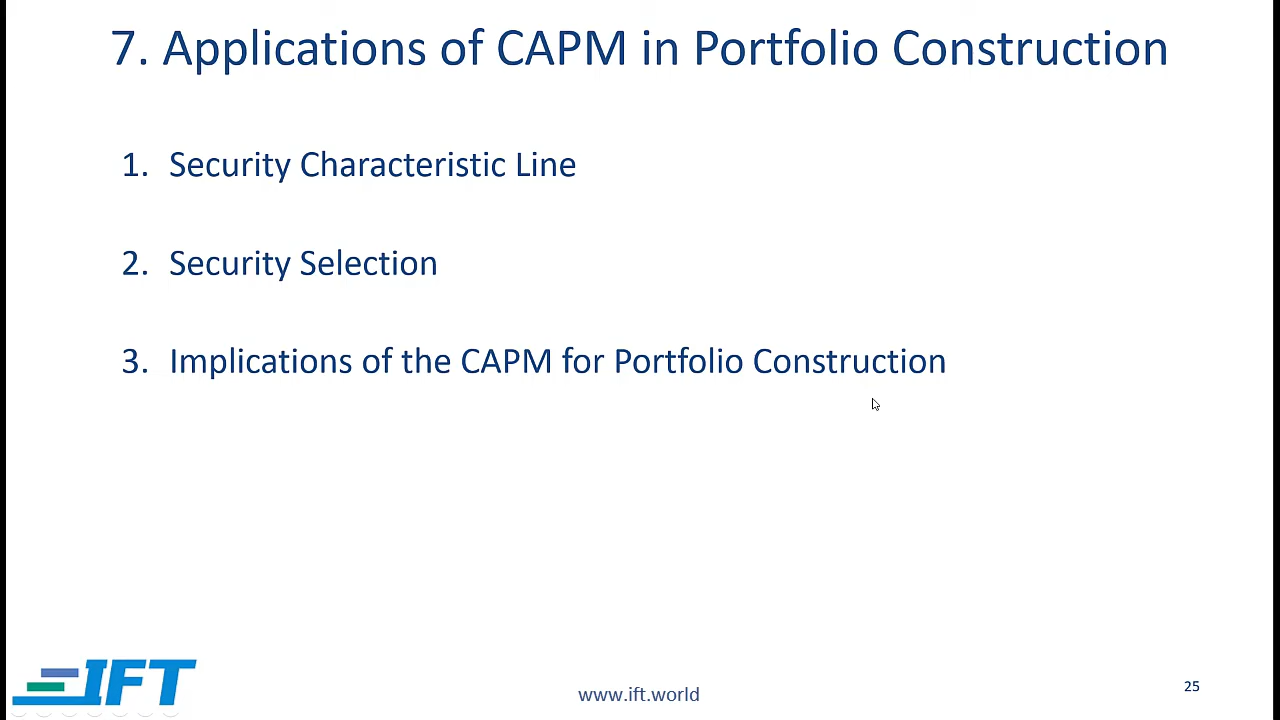 7. Applications of CAPM in Portfolio Construction
1. Security Characteristic Line
2. Security Selection
3. Implications of the CAPM for Portfolio Construction
IFT
www.ift.world
25